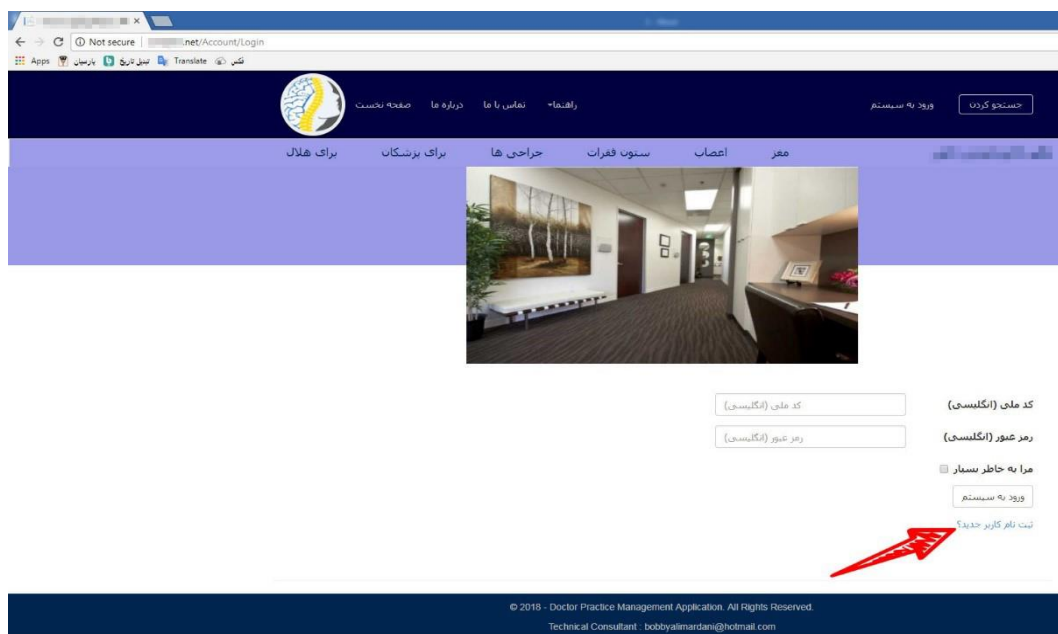 Not secure
.net/Account/Login
Apps پارسیان تبدیل تاریخ Translate فکس
صفحه نخست درباره ما تماس با ما راهنما ورود به سیستم جستجو کردن
مغز اعصاب ستون فقرات جراحی ها برای پزشکان برای هلال
کد ملی (انگلیسی) کد ملی (انگلیسی)
رمز عبور (انگلیسی) رمز عبور (انگلیسی)
مرا به خاطر بسپار
ورود به سیستم
ثبت نام کاربر جدید؟
© 2018 - Doctor Practice Management Application. All Rights Reserved.
Technical Consultant : bobbyalimardani@hotmail.com